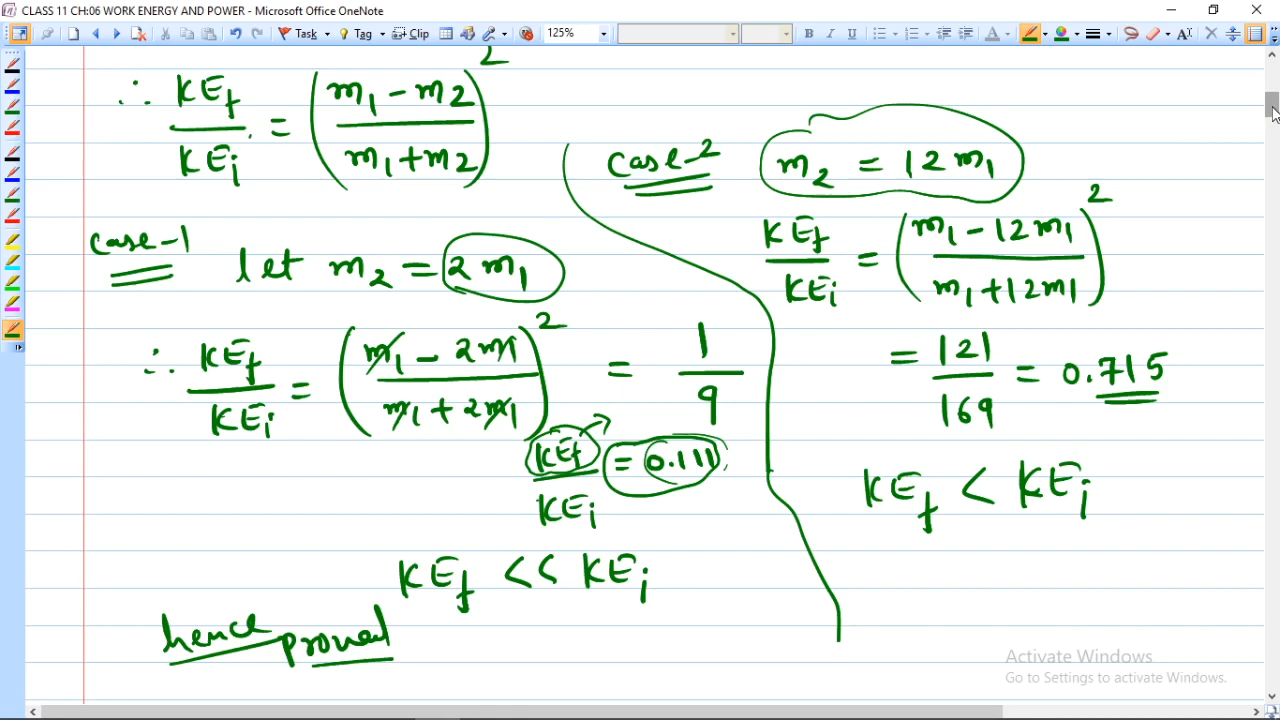 CLASS 11 CH:06 WORK ENERGY AND POWER - Microsoft Office OneNote
Task Tag Clip 125%
∴ KEf/KEi = ((m1 - m2)/(m1 + m2))²
case-1 let m2 = 2m1
∴ KEf/KEi = ((m1 - 2m1)/(m1 + 2m1))² = 1/9
KEf/KEi = 0.111
KEf << KEi
hence proved
case-2 m2 = 12m1
KEf/KEi = ((m1 - 12m1)/(m1 + 12m1))²
= 121/169 = 0.715
KEf < KEi
Activate Windows
Go to Settings to activate Windows.